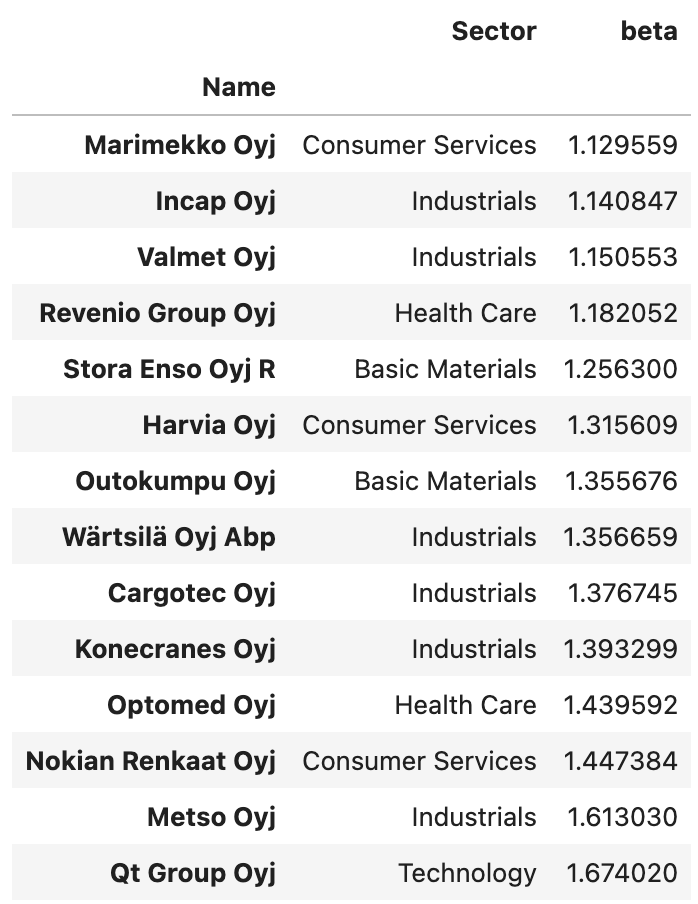 Sector beta
Name
Marimekko Oyj Consumer Services 1.129559
Incap Oyj Industrials 1.140847
Valmet Oyj Industrials 1.150553
Revenio Group Oyj Health Care 1.182052
Stora Enso Oyj R Basic Materials 1.256300
Harvia Oyj Consumer Services 1.315609
Outokumpu Oyj Basic Materials 1.355676
Wärtsilä Oyj Abp Industrials 1.356659
Cargotec Oyj Industrials 1.376745
Konecranes Oyj Industrials 1.393299
Optomed Oyj Health Care 1.439592
Nokian Renkaat Oyj Consumer Services 1.447384
Metso Oyj Industrials 1.613030
Qt Group Oyj Technology 1.674020